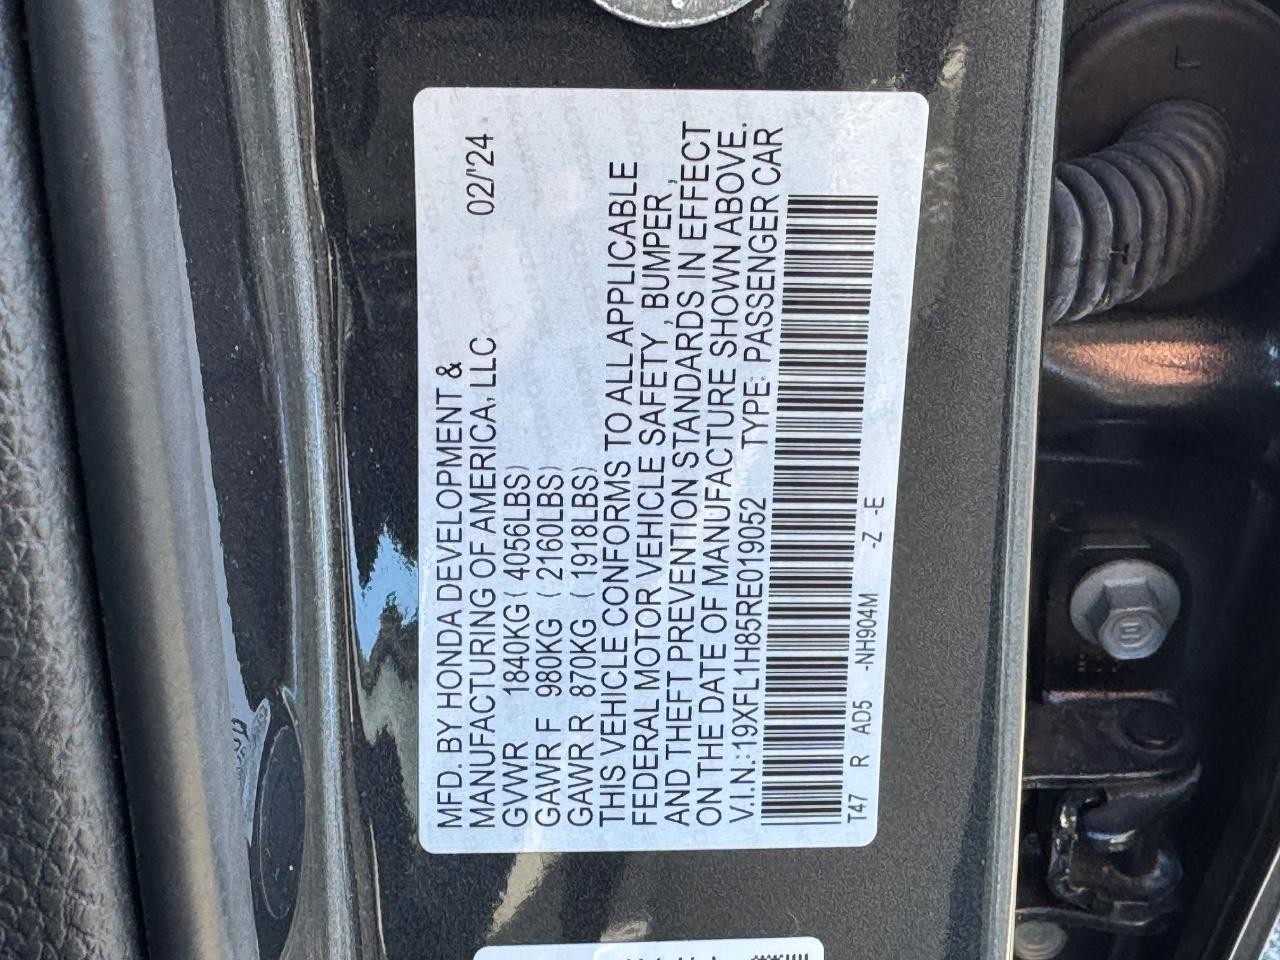 MFD. BY HONDA DEVELOPMENT &
MANUFACTURING OF AMERICA, LLC 02/'24
GVWR 1840KG ( 4056LBS)
GAWR F 980KG ( 2160LBS)
GAWR R 870KG ( 1918LBS)
THIS VEHICLE CONFORMS TO ALL APPLICABLE
FEDERAL MOTOR VEHICLE SAFETY, BUMPER,
AND THEFT PREVENTION STANDARDS IN EFFECT
ON THE DATE OF MANUFACTURE SHOWN ABOVE.
V.I.N.:19XFL1H85RE019052 TYPE: PASSENGER CAR
T47 R AD5 -NH904M -Z -E
L